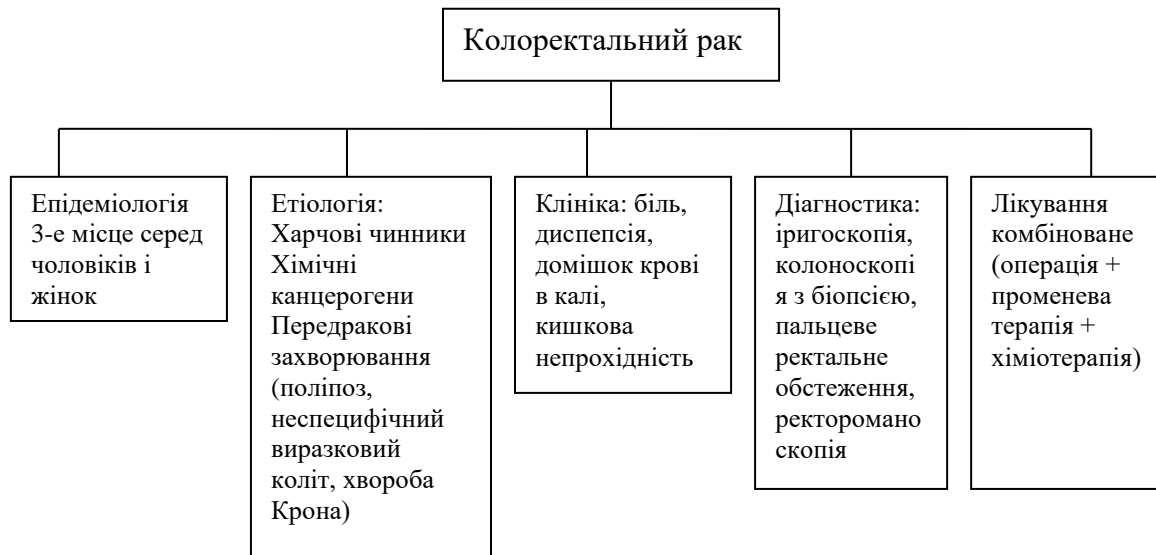 Колоректальний рак
Епідеміологія
3-е місце серед
чоловіків і
жінок
Етіологія:
Харчові чинники
Хімічні
канцерогени
Передракові
захворювання
(поліпоз,
неспецифічний
виразковий
коліт, хвороба
Крона)
Клініка: біль,
диспепсія,
домішок крові
в калі,
кишкова
непрохідність
Діагностика:
іригоскопія,
колоноскопі
я з біопсією,
пальцеве
ректальне
обстеження,
ректоромано
скопія
Лікування
комбіноване
(операція +
променева
терапія +
хіміотерапія)